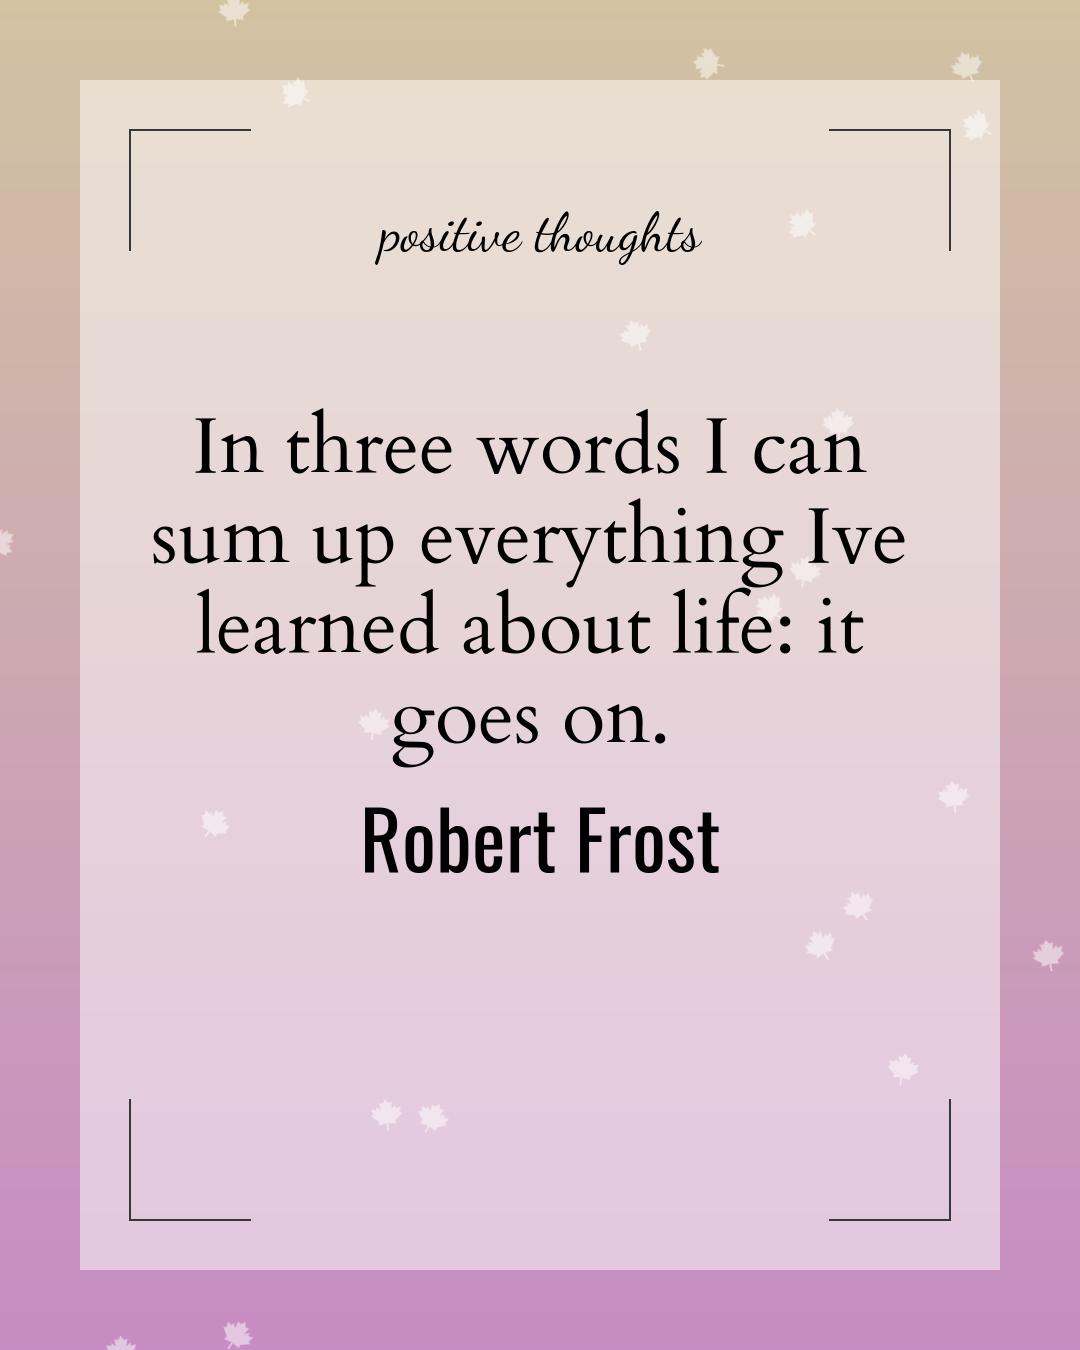 positive thoughts
In three words I can
sum up everything Ive
learned about life: it
goes on.
Robert Frost